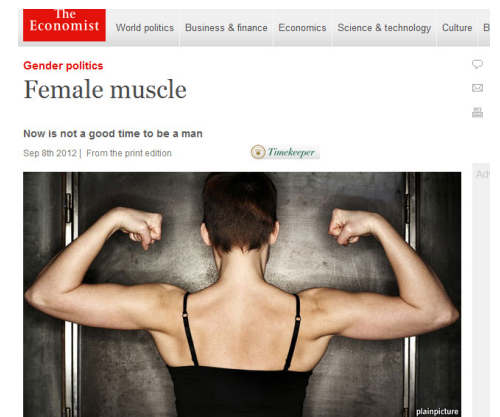 The
Economist
World politics Business & finance Economics Science & technology Culture B
Gender politics
Female muscle
Now is not a good time to be a man
Sep 8th 2012 | From the print edition
Timekeeper
Adv
plainpicture